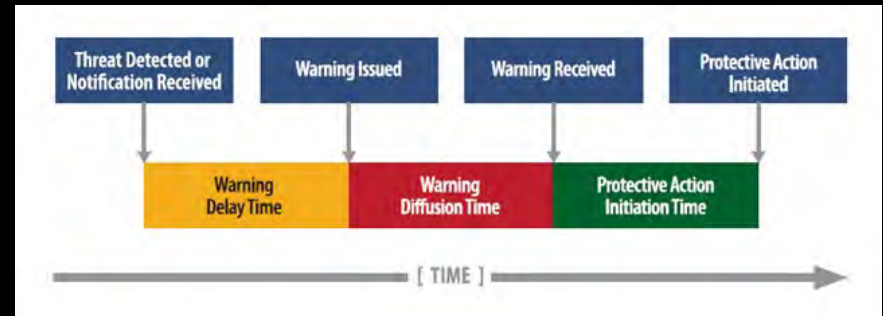 Threat Detected or
Notification Received
Warning Issued
Warning Received
Protective Action
Initiated
Warning
Delay Time
Warning
Diffusion Time
Protective Action
Initiation Time
[ TIME ]